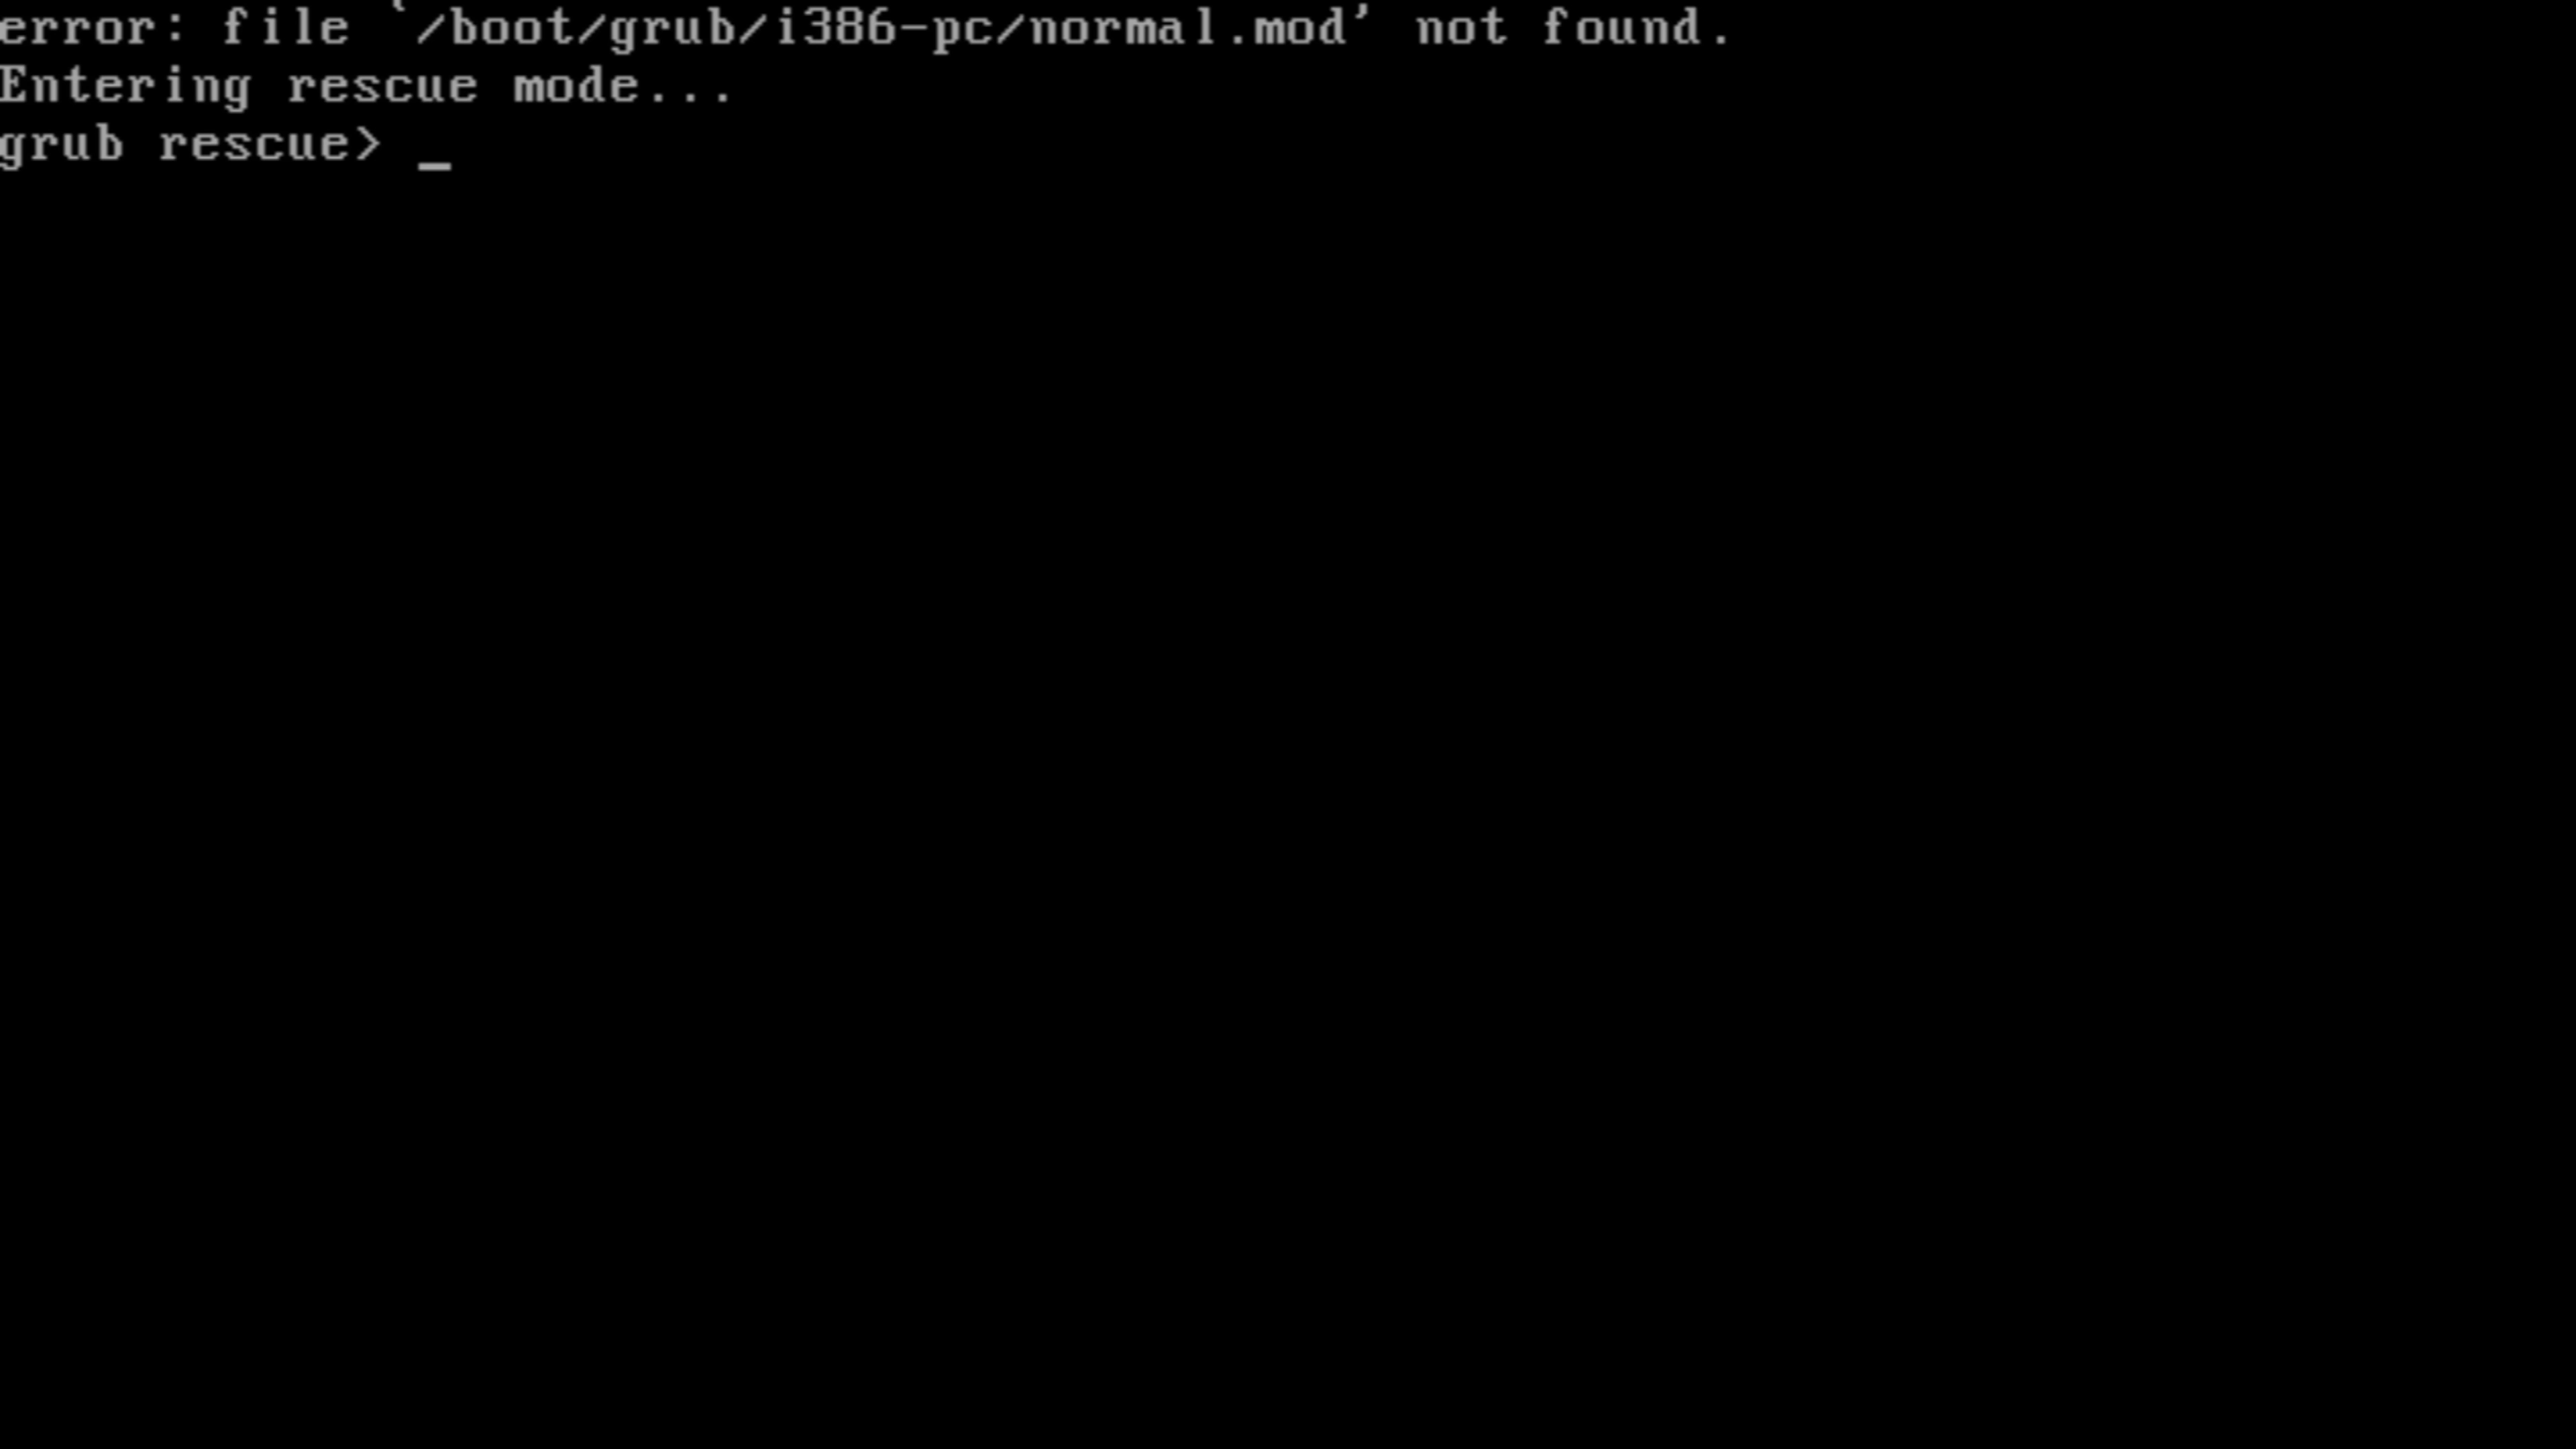 error: file `/boot/grub/i386-pc/normal.mod' not found.
Entering rescue mode...
grub rescue> _